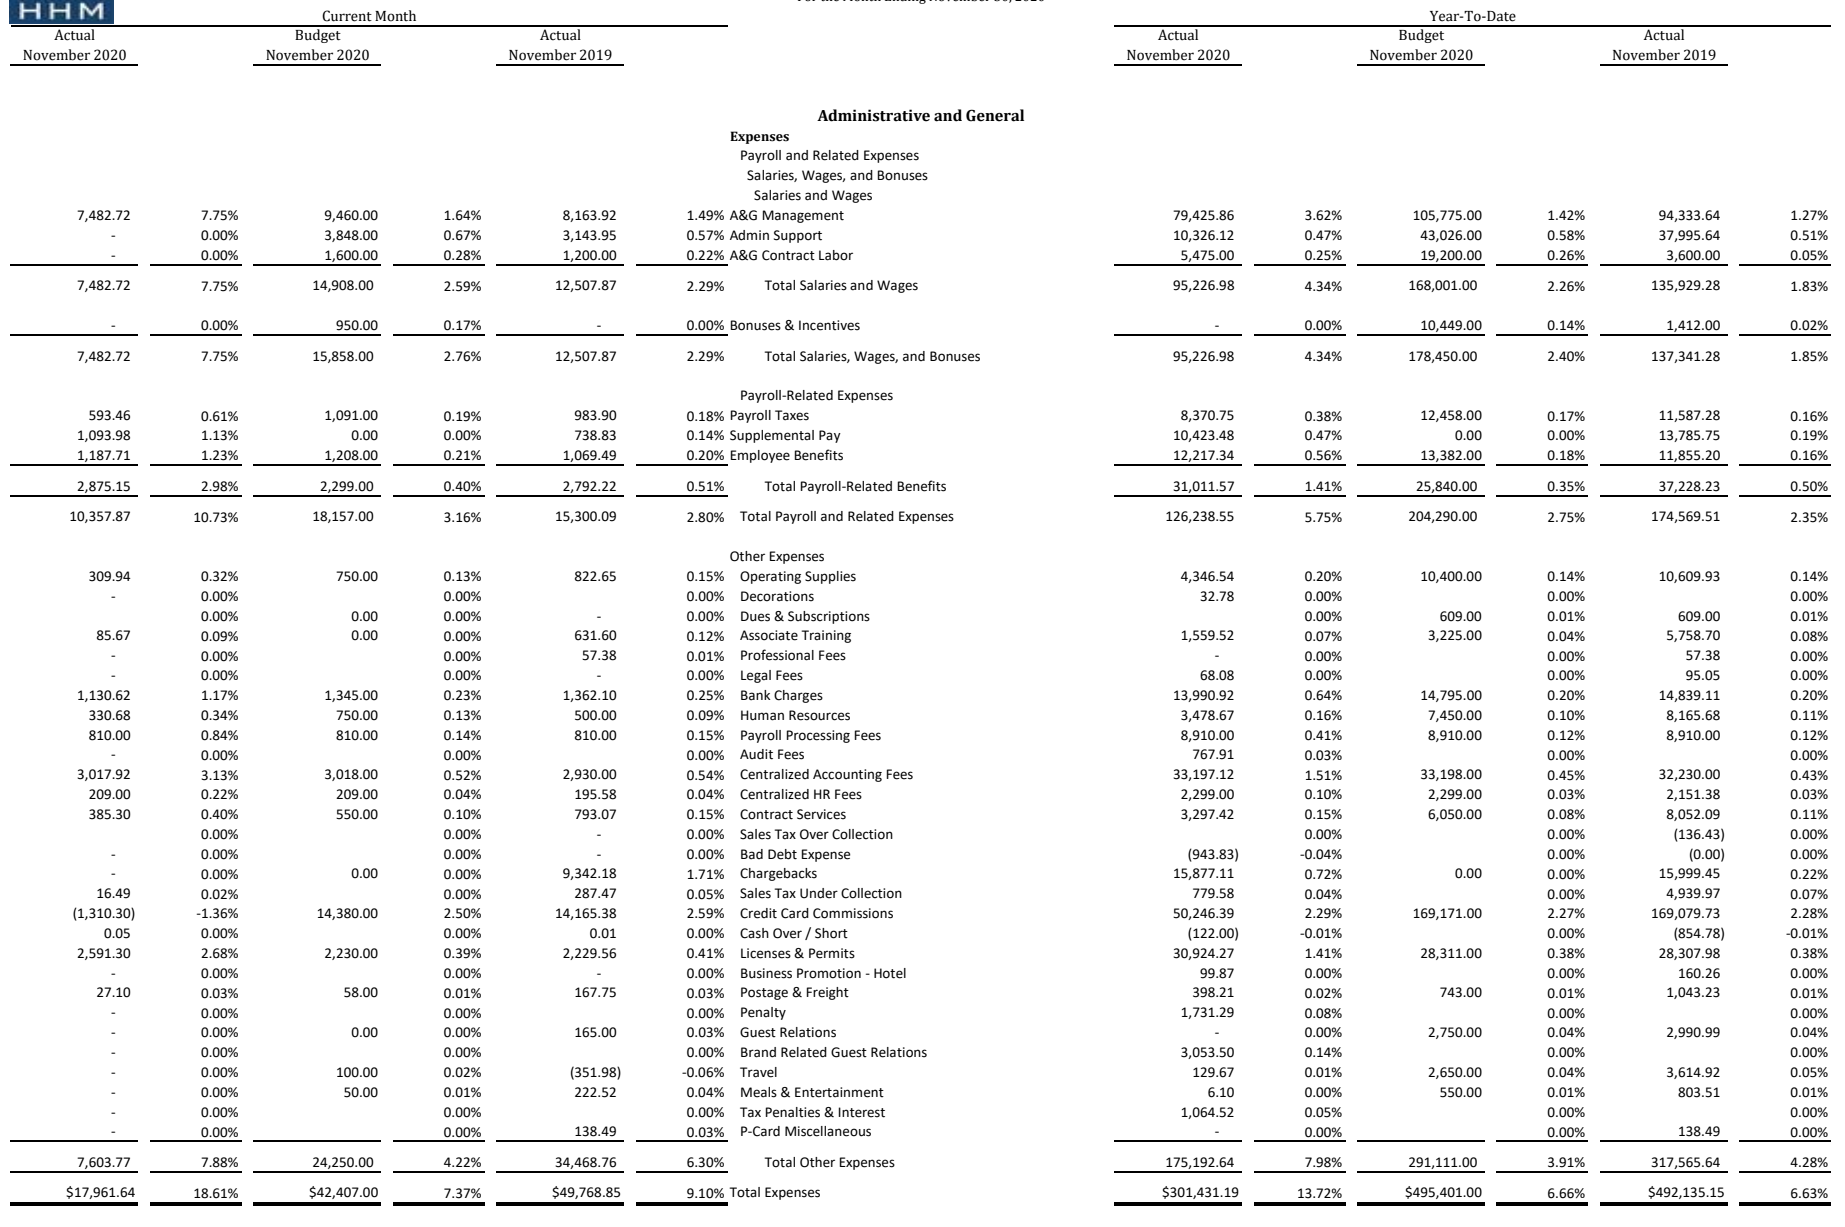 HHM
Current Month Year-To-Date
Actual Budget Actual Actual Budget Actual
November 2020 November 2020 November 2019 November 2020 November 2020 November 2019
Administrative and General
Expenses
Payroll and Related Expenses
Salaries, Wages, and Bonuses
Salaries and Wages
7,482.72 7.75% 9,460.00 1.64% 8,163.92 1.49% A&G Management 79,425.86 3.62% 105,775.00 1.42% 94,333.64 1.27%
- 0.00% 3,848.00 0.67% 3,143.95 0.57% Admin Support 10,326.12 0.47% 43,026.00 0.58% 37,995.64 0.51%
- 0.00% 1,600.00 0.28% 1,200.00 0.22% A&G Contract Labor 5,475.00 0.25% 19,200.00 0.26% 3,600.00 0.05%
7,482.72 7.75% 14,908.00 2.59% 12,507.87 2.29% Total Salaries and Wages 95,226.98 4.34% 168,001.00 2.26% 135,929.28 1.83%
- 0.00% 950.00 0.17% - 0.00% Bonuses & Incentives - 0.00% 10,449.00 0.14% 1,412.00 0.02%
7,482.72 7.75% 15,858.00 2.76% 12,507.87 2.29% Total Salaries, Wages, and Bonuses 95,226.98 4.34% 178,450.00 2.40% 137,341.28 1.85%
Payroll-Related Expenses
593.46 0.61% 1,091.00 0.19% 983.90 0.18% Payroll Taxes 8,370.75 0.38% 12,458.00 0.17% 11,587.28 0.16%
1,093.98 1.13% 0.00 0.00% 738.83 0.14% Supplemental Pay 10,423.48 0.47% 0.00 0.00% 13,785.75 0.19%
1,187.71 1.23% 1,208.00 0.21% 1,069.49 0.20% Employee Benefits 12,217.34 0.56% 13,382.00 0.18% 11,855.20 0.16%
2,875.15 2.98% 2,299.00 0.40% 2,792.22 0.51% Total Payroll-Related Benefits 31,011.57 1.41% 25,840.00 0.35% 37,228.23 0.50%
10,357.87 10.73% 18,157.00 3.16% 15,300.09 2.80% Total Payroll and Related Expenses 126,238.55 5.75% 204,290.00 2.75% 174,569.51 2.35%
Other Expenses
309.94 0.32% 750.00 0.13% 822.65 0.15% Operating Supplies 4,346.54 0.20% 10,400.00 0.14% 10,609.93 0.14%
- 0.00% 0.00% 0.00% Decorations 32.78 0.00% 0.00% 0.00%
0.00% 0.00 0.00% - 0.00% Dues & Subscriptions 0.00% 609.00 0.01% 609.00 0.01%
85.67 0.09% 0.00 0.00% 631.60 0.12% Associate Training 1,559.52 0.07% 3,225.00 0.04% 5,758.70 0.08%
- 0.00% 0.00% 57.38 0.01% Professional Fees - 0.00% 0.00% 57.38 0.00%
- 0.00% 0.00% - 0.00% Legal Fees 68.08 0.00% 0.00% 95.05 0.00%
1,130.62 1.17% 1,345.00 0.23% 1,362.10 0.25% Bank Charges 13,990.92 0.64% 14,795.00 0.20% 14,839.11 0.20%
330.68 0.34% 750.00 0.13% 500.00 0.09% Human Resources 3,478.67 0.16% 7,450.00 0.10% 8,165.68 0.11%
810.00 0.84% 810.00 0.14% 810.00 0.15% Payroll Processing Fees 8,910.00 0.41% 8,910.00 0.12% 8,910.00 0.12%
- 0.00% 0.00% 0.00% Audit Fees 767.91 0.03% 0.00% 0.00%
3,017.92 3.13% 3,018.00 0.52% 2,930.00 0.54% Centralized Accounting Fees 33,197.12 1.51% 33,198.00 0.45% 32,230.00 0.43%
209.00 0.22% 209.00 0.04% 195.58 0.04% Centralized HR Fees 2,299.00 0.10% 2,299.00 0.03% 2,151.38 0.03%
385.30 0.40% 550.00 0.10% 793.07 0.15% Contract Services 3,297.42 0.15% 6,050.00 0.08% 8,052.09 0.11%
0.00% 0.00% - 0.00% Sales Tax Over Collection 0.00% 0.00% (136.43) 0.00%
- 0.00% 0.00% - 0.00% Bad Debt Expense (943.83) -0.04% 0.00% (0.00) 0.00%
- 0.00% 0.00 0.00% 9,342.18 1.71% Chargebacks 15,877.11 0.72% 0.00 0.00% 15,999.45 0.22%
16.49 0.02% 0.00% 287.47 0.05% Sales Tax Under Collection 779.58 0.04% 0.00% 4,939.97 0.07%
(1,310.30) -1.36% 14,380.00 2.50% 14,165.38 2.59% Credit Card Commissions 50,246.39 2.29% 169,171.00 2.27% 169,079.73 2.28%
0.05 0.00% 0.00% 0.01 0.00% Cash Over / Short (122.00) -0.01% 0.00% (854.78) -0.01%
2,591.30 2.68% 2,230.00 0.39% 2,229.56 0.41% Licenses & Permits 30,924.27 1.41% 28,311.00 0.38% 28,307.98 0.38%
- 0.00% 0.00% - 0.00% Business Promotion - Hotel 99.87 0.00% 0.00% 160.26 0.00%
27.10 0.03% 58.00 0.01% 167.75 0.03% Postage & Freight 398.21 0.02% 743.00 0.01% 1,043.23 0.01%
- 0.00% 0.00% 0.00% Penalty 1,731.29 0.08% 0.00% 0.00%
- 0.00% 0.00 0.00% 165.00 0.03% Guest Relations - 0.00% 2,750.00 0.04% 2,990.99 0.04%
- 0.00% 0.00% 0.00% Brand Related Guest Relations 3,053.50 0.14% 0.00% 0.00%
- 0.00% 100.00 0.02% (351.98) -0.06% Travel 129.67 0.01% 2,650.00 0.04% 3,614.92 0.05%
- 0.00% 50.00 0.01% 222.52 0.04% Meals & Entertainment 6.10 0.00% 550.00 0.01% 803.51 0.01%
- 0.00% 0.00% 0.00% Tax Penalties & Interest 1,064.52 0.05% 0.00% 0.00%
- 0.00% 0.00% 138.49 0.03% P-Card Miscellaneous - 0.00% 0.00% 138.49 0.00%
7,603.77 7.88% 24,250.00 4.22% 34,468.76 6.30% Total Other Expenses 175,192.64 7.98% 291,111.00 3.91% 317,565.64 4.28%
$17,961.64 18.61% $42,407.00 7.37% $49,768.85 9.10% Total Expenses $301,431.19 13.72% $495,401.00 6.66% $492,135.15 6.63%